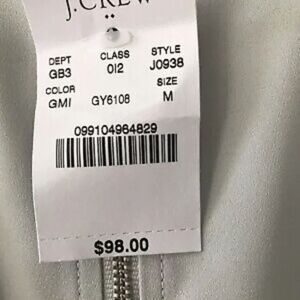 J.CREW
DEPT CLASS STYLE
GB3 012 J0938
COLOR SIZE
GMI GY6108 M
099104964829
$98.00